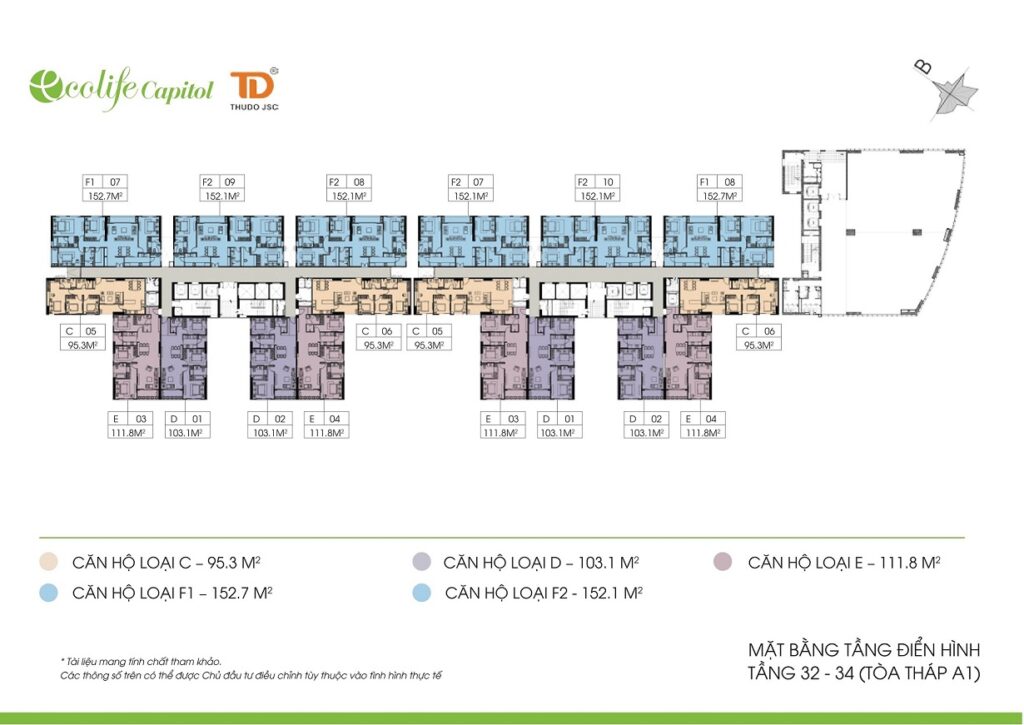 ecolife Capitol
TD®
THUDO JSC
B
F1 07
152.7M²
F2 09
152.1M²
F2 08
152.1M²
F2 07
152.1M²
F2 10
152.1M²
F1 08
152.7M²
C 05
95.3M²
C 06
95.3M²
C 05
95.3M²
C 06
95.3M²
E 03
111.8M²
D 01
103.1M²
D 02
103.1M²
E 04
111.8M²
E 03
111.8M²
D 01
103.1M²
D 02
103.1M²
E 04
111.8M²
CĂN HỘ LOẠI C – 95.3 M²
CĂN HỘ LOẠI D – 103.1 M²
CĂN HỘ LOẠI E – 111.8 M²
CĂN HỘ LOẠI F1 – 152.7 M²
CĂN HỘ LOẠI F2 - 152.1 M²
* Tài liệu mang tính chất tham khảo.
Các thông số trên có thể được Chủ đầu tư điều chỉnh tùy thuộc vào tình hình thực tế
MẶT BẰNG TẦNG ĐIỂN HÌNH
TẦNG 32 - 34 (TÒA THÁP A1)